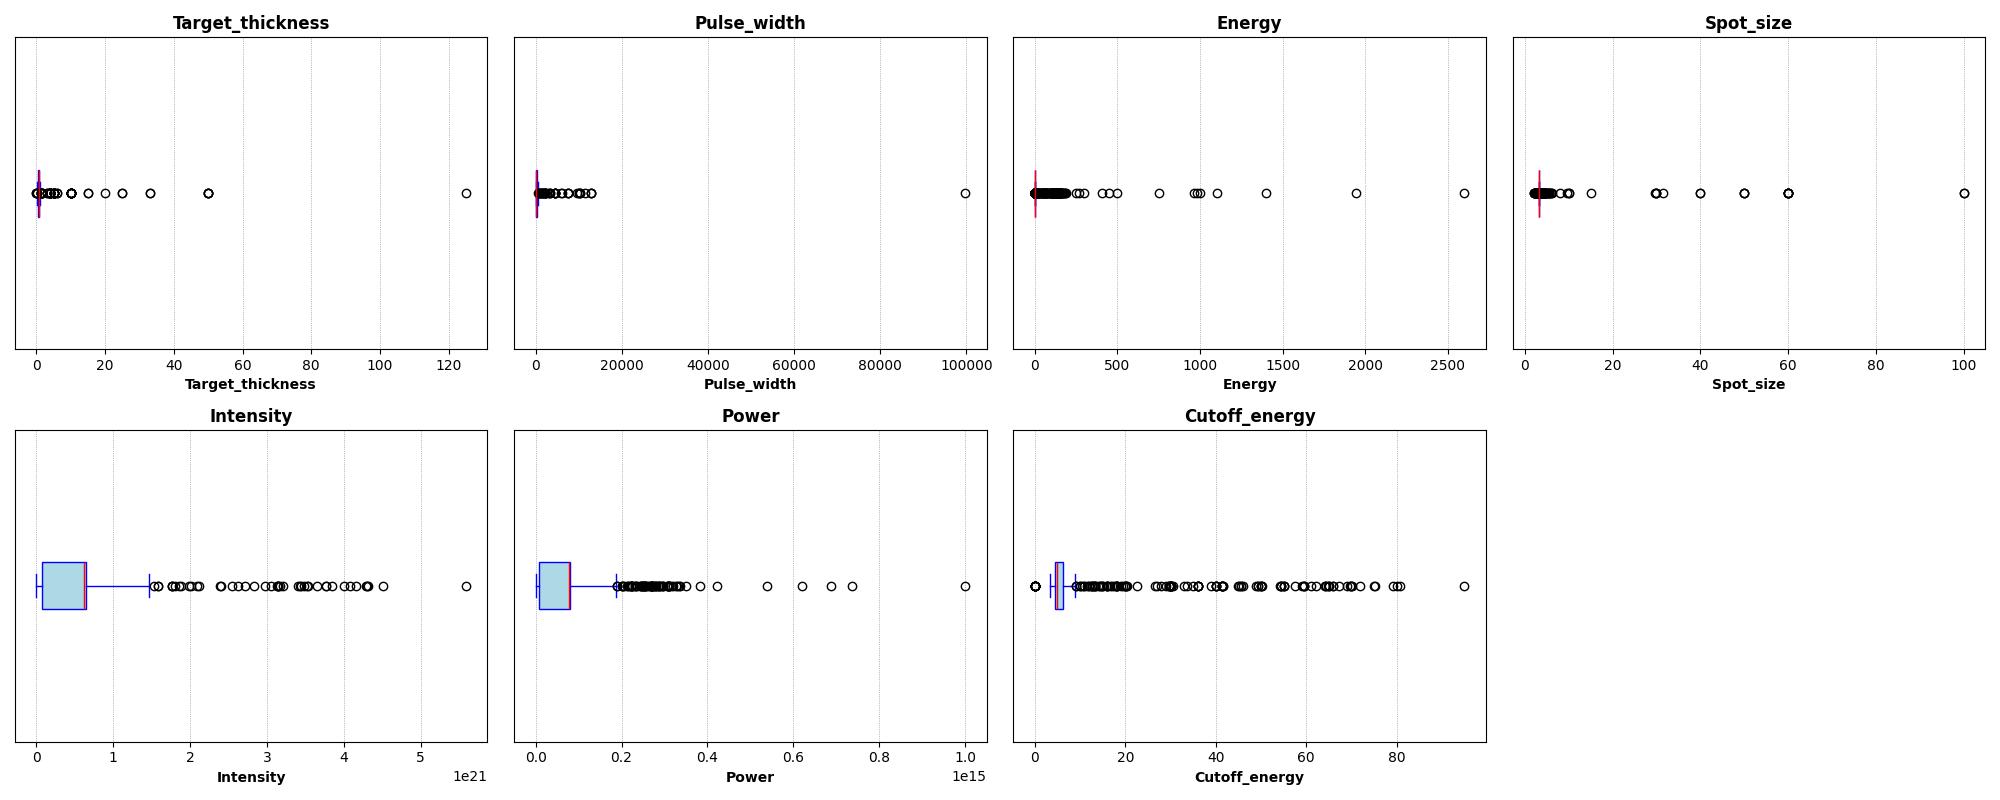 Target_thickness
Pulse_width
Energy
Spot_size
0 20 40 60 80 100 120
0 20000 40000 60000 80000 100000
0 500 1000 1500 2000 2500
0 20 40 60 80 100
Target_thickness
Pulse_width
Energy
Spot_size
Intensity
Power
Cutoff_energy
0 1 2 3 4 5
1e21
0.0 0.2 0.4 0.6 0.8 1.0
1e15
0 20 40 60 80
Intensity
Power
Cutoff_energy